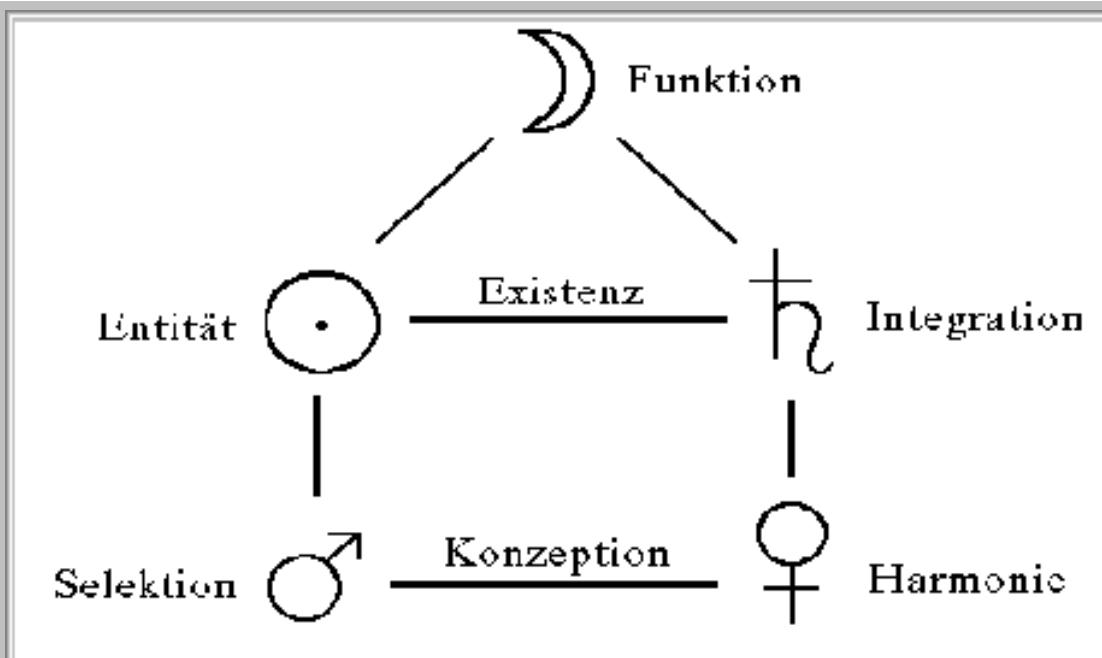 Funktion
Existenz
Entität
Integration
Konzeption
Selektion
Harmonie